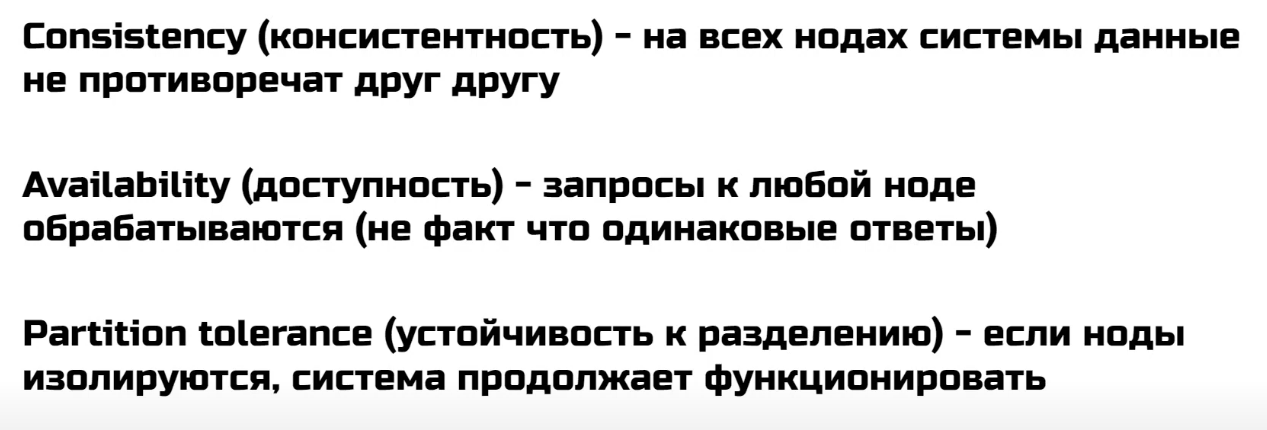 Consistency (консистентность) - на всех нодах системы данные
не противоречат друг другу
Availability (доступность) - запросы к любой ноде
обрабатываются (не факт что одинаковые ответы)
Partition tolerance (устойчивость к разделению) - если ноды
изолируются, система продолжает функционировать